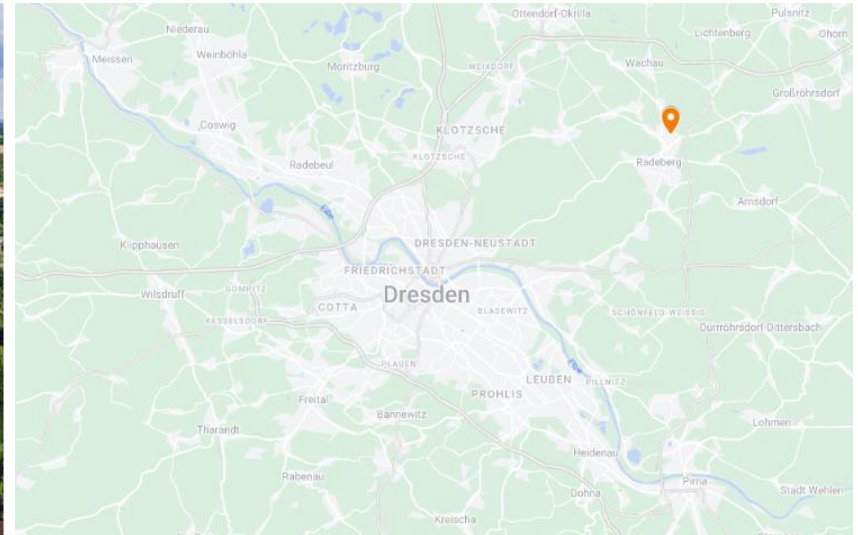 Ottendorf-Okrilla
Pulsnitz
Niederau
Lichtenberg
Ohorn
Meissen
Weinböhla
Moritzburg
WEIXDORF
Wachau
Großröhrsdorf
Coswig
KLOTZSCHE
KLOTZSCHE
Radebeul
Radeberg
Arnsdorf
Elbe
Klipphausen
DRESDEN-NEUSTADT
FRIEDRICHSTADT
Wilsdruff
GOMPITZ
Dresden
COTTA
BLASEWITZ
SCHÖNFELD-WEISSIG
KESSELSDORF
Dürrröhrsdorf-Dittersbach
PLAUEN
Elbe
LEUBEN
PILLNITZ
Freital
PROHLIS
Bannewitz
Lohmen
Tharandt
Heidenau
Rabenau
Pirna
Stadt Wehlen
Dohna
Kreischa